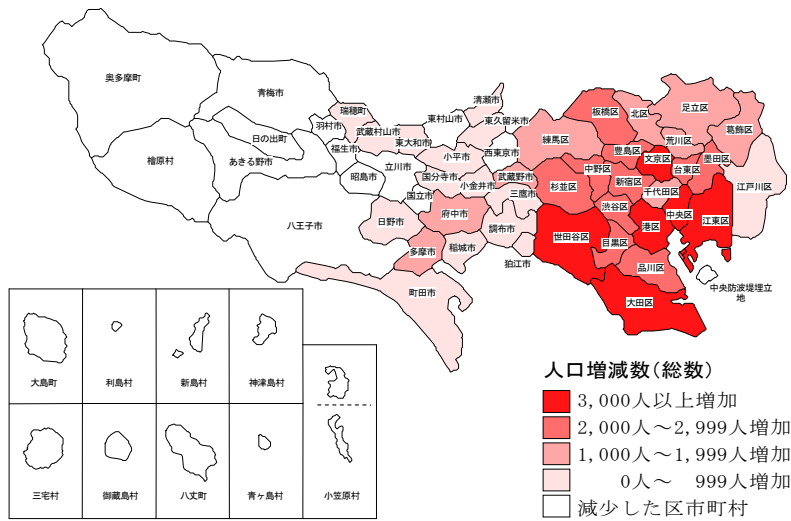 奥多摩町
青梅市
瑞穂町
清瀬市
板橋区
北区
足立区
羽村市
武蔵村山市
東村山市
東久留米市
練馬区
荒川区
葛飾区
日の出町
福生市
東大和市
豊島区
檜原村
あきる野市
立川市
小平市
西東京市
中野区
文京区
台東区
墨田区
昭島市
国分寺市
小金井市
武蔵野市
杉並区
新宿区
千代田区
江戸川区
国立市
三鷹市
八王子市
日野市
府中市
調布市
渋谷区
港区
中央区
江東区
多摩市
稲城市
狛江市
世田谷区
目黒区
品川区
町田市
大田区
中央防波堤埋立
地
大島町
利島村
新島村
神津島村
三宅村
御蔵島村
八丈町
青ヶ島村
小笠原村
人口増減数(総数)
3,000人以上増加
2,000人～2,999人増加
1,000人～1,999人増加
0人～ 999人増加
減少した区市町村